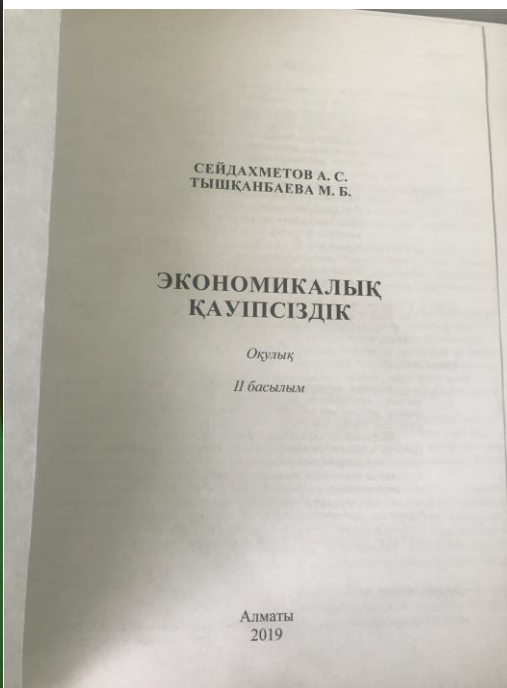 СЕЙДАХМЕТОВ А. С.
ТЫШҚАНБАЕВА М. Б.
ЭКОНОМИКАЛЫҚ
ҚАУІПСІЗДІК
Оқулық
II басылым
Алматы
2019